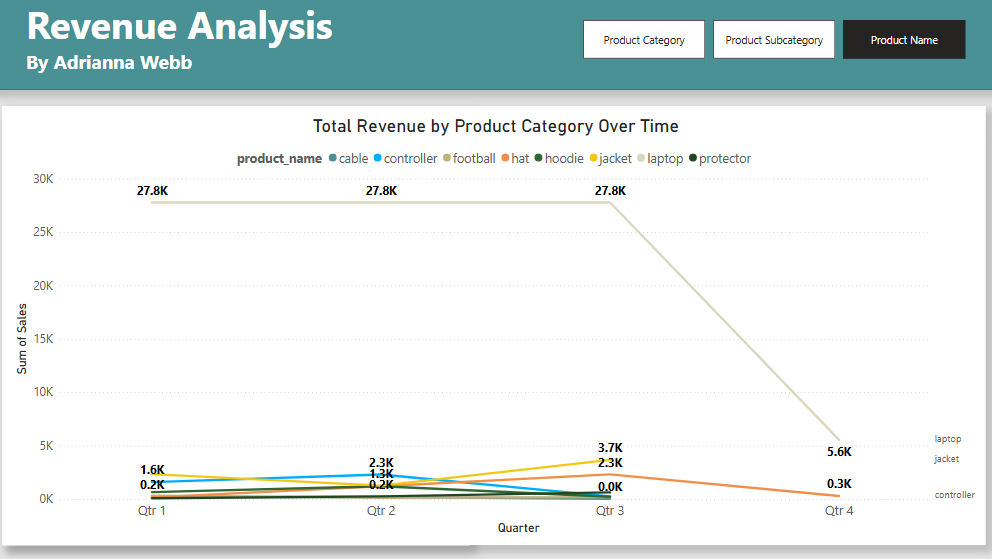 Revenue Analysis
By Adrianna Webb
Product Category Product Subcategory Product Name
Total Revenue by Product Category Over Time
product_name cable controller football hat hoodie jacket laptop protector
30K
27.8K 27.8K 27.8K
25K
20K
15K
10K
5K
0K
Sum of Sales
1.6K
0.2K
2.3K
1.3K
0.2K
3.7K
2.3K
0.0K
5.6K
0.3K
laptop
jacket
controller
Qtr 1 Qtr 2 Qtr 3 Qtr 4
Quarter